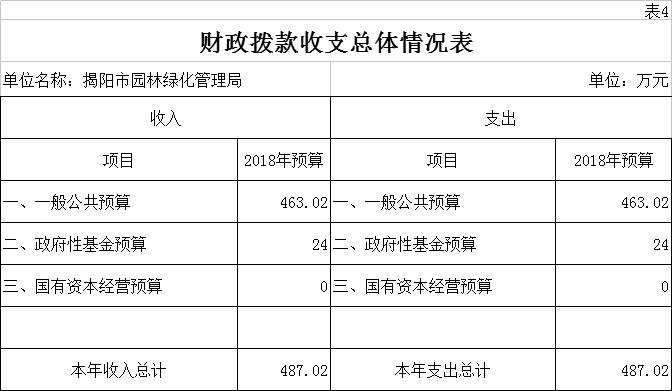 表4
财政拨款收支总体情况表
单位名称：揭阳市园林绿化管理局 单位：万元
收入 支出
项目 2018年预算 项目 2018年预算
一、一般公共预算 463.02 一、一般公共预算 463.02
二、政府性基金预算 24 二、政府性基金预算 24
三、国有资本经营预算 0 三、国有资本经营预算 0
本年收入总计 487.02 本年支出总计 487.02